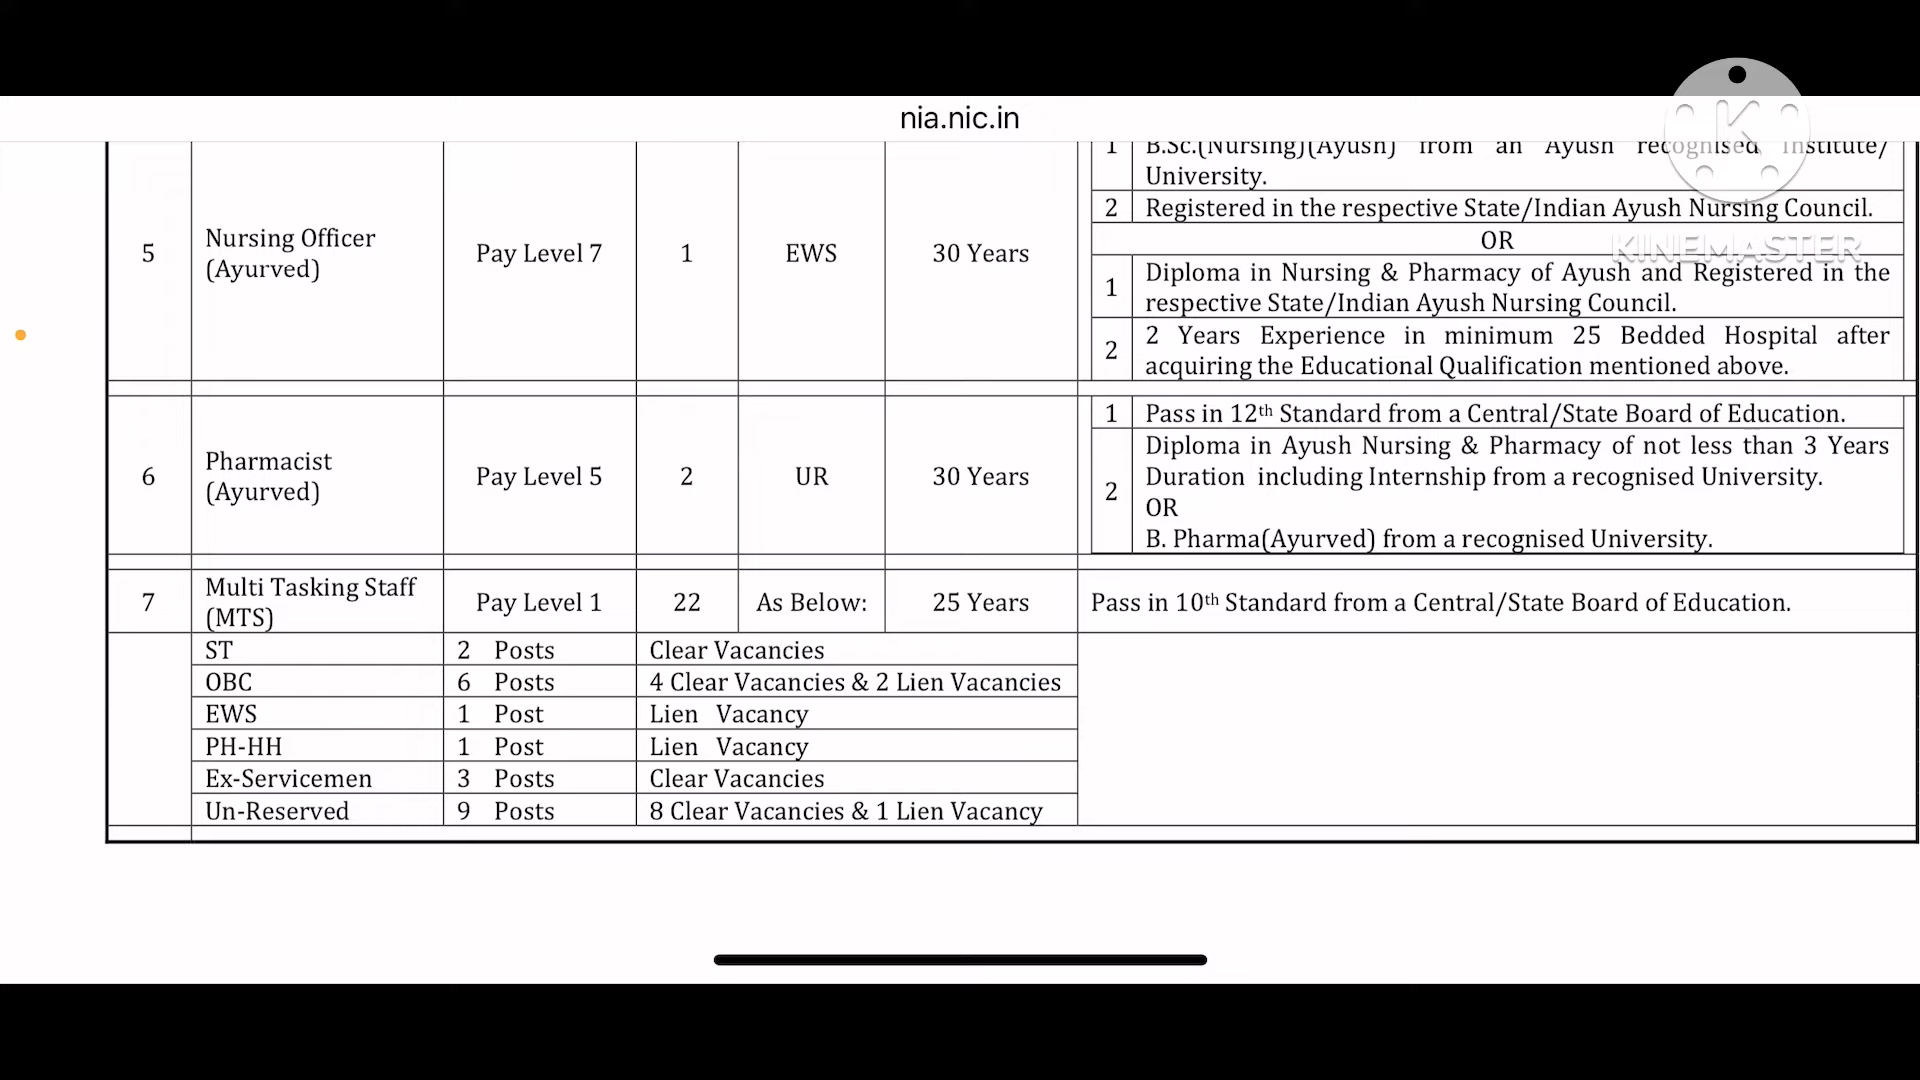 nia.nic.in
1 B.Sc.(Nursing)(Ayush) from an Ayush recognised Institute/
University.
2 Registered in the respective State/Indian Ayush Nursing Council.
OR
KINEMASTER
5 Nursing Officer (Ayurved) Pay Level 7 1 EWS 30 Years
1 Diploma in Nursing & Pharmacy of Ayush and Registered in the
respective State/Indian Ayush Nursing Council.
2 2 Years Experience in minimum 25 Bedded Hospital after
acquiring the Educational Qualification mentioned above.
6 Pharmacist (Ayurved) Pay Level 5 2 UR 30 Years
1 Pass in 12th Standard from a Central/State Board of Education.
2 Diploma in Ayush Nursing & Pharmacy of not less than 3 Years
Duration including Internship from a recognised University.
OR
B. Pharma(Ayurved) from a recognised University.
7 Multi Tasking Staff (MTS) Pay Level 1 22 As Below: 25 Years Pass in 10th Standard from a Central/State Board of Education.
ST 2 Posts Clear Vacancies
OBC 6 Posts 4 Clear Vacancies & 2 Lien Vacancies
EWS 1 Post Lien Vacancy
PH-HH 1 Post Lien Vacancy
Ex-Servicemen 3 Posts Clear Vacancies
Un-Reserved 9 Posts 8 Clear Vacancies & 1 Lien Vacancy